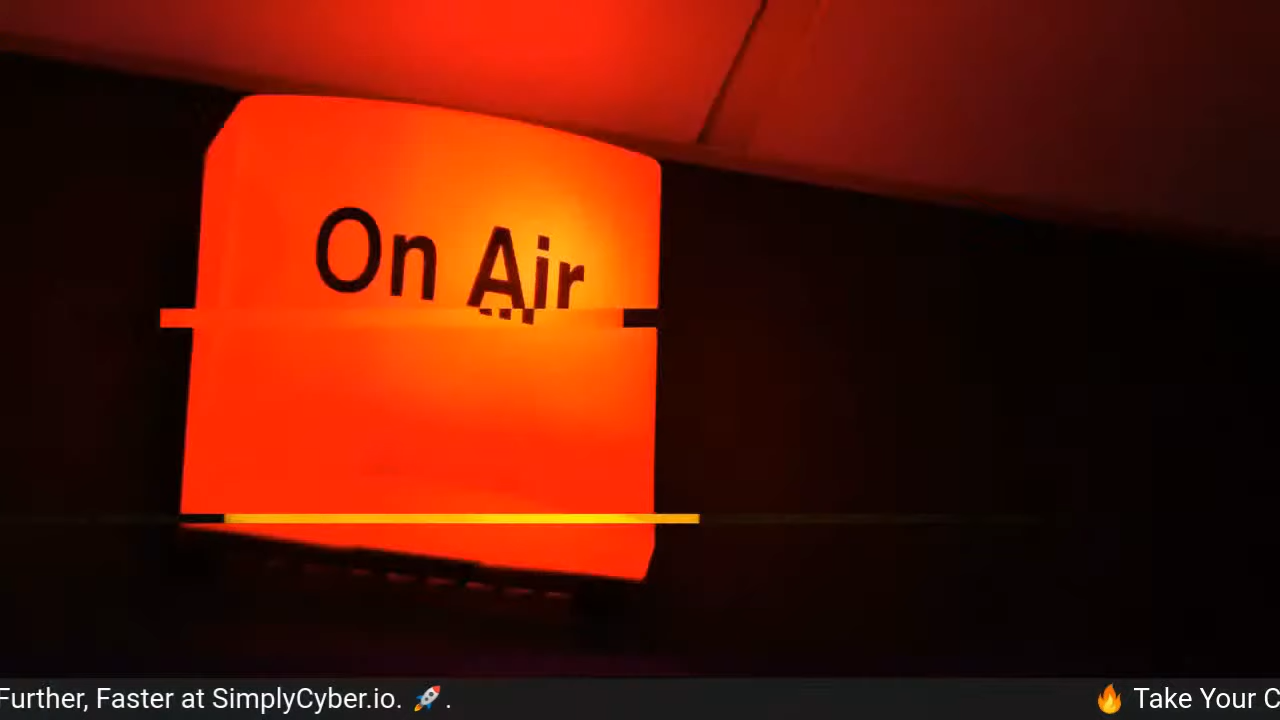 On Air
Further, Faster at SimplyCyber.io. 🚀.
🔥 Take Your C